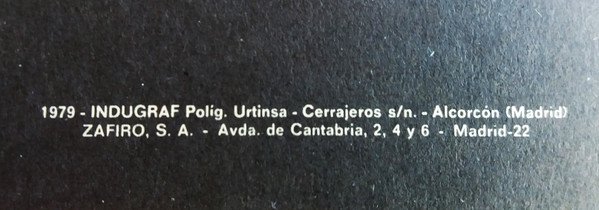 1979 - INDUGRAF Políg. Urtinsa - Cerrajeros s/n. - Alcorcón (Madrid)
ZAFIRO, S. A. - Avda. de Cantabria, 2, 4 y 6 - Madrid-22